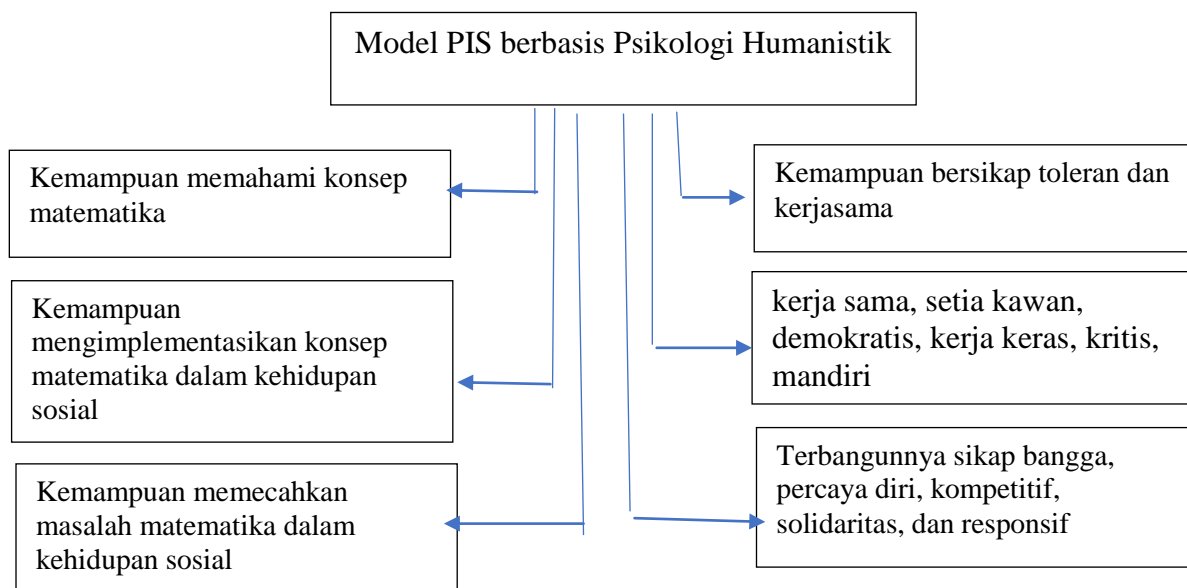 Model PIS berbasis Psikologi Humanistik
Kemampuan memahami konsep
matematika
Kemampuan
mengimplementasikan konsep
matematika dalam kehidupan
sosial
Kemampuan memecahkan
masalah matematika dalam
kehidupan sosial
Kemampuan bersikap toleran dan
kerjasama
kerja sama, setia kawan,
demokratis, kerja keras, kritis,
mandiri
Terbangunnya sikap bangga,
percaya diri, kompetitif,
solidaritas, dan responsif